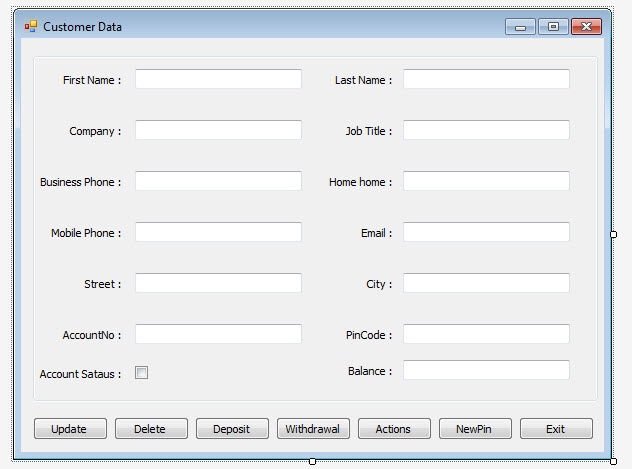 Customer Data
First Name : Last Name :
Company : Job Title :
Business Phone : Home home :
Mobile Phone : Email :
Street : City :
AccountNo : PinCode :
Account Sataus : Balance :
Update Delete Deposit Withdrawal Actions NewPin Exit